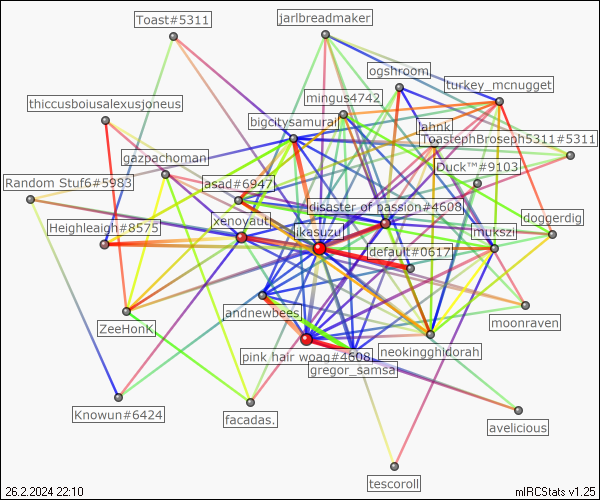 Toast#5311
jarlbreadmaker
ogshroom
turkey_mcnugget
mingus4742
thiccusboiusalexusjoneus
bigcitysamurai
Jahnk
ToastephBroseph5311#5311
gazpachoman
Duck™#9103
Random Stuf6#5983
asad#6947
disaster of passion#4608
doggerdig
Heighleaigh#8575
xenoyaut
ikasuzu
mukszi
default#0617
andnewbees
moonraven
ZeeHonK
pink hair woag#4608
neokingghidorah
gregor_samsa
Knowun#6424
facadas.
avelicious
tescoroll
26.2.2024 22:10
mIRCStats v1.25